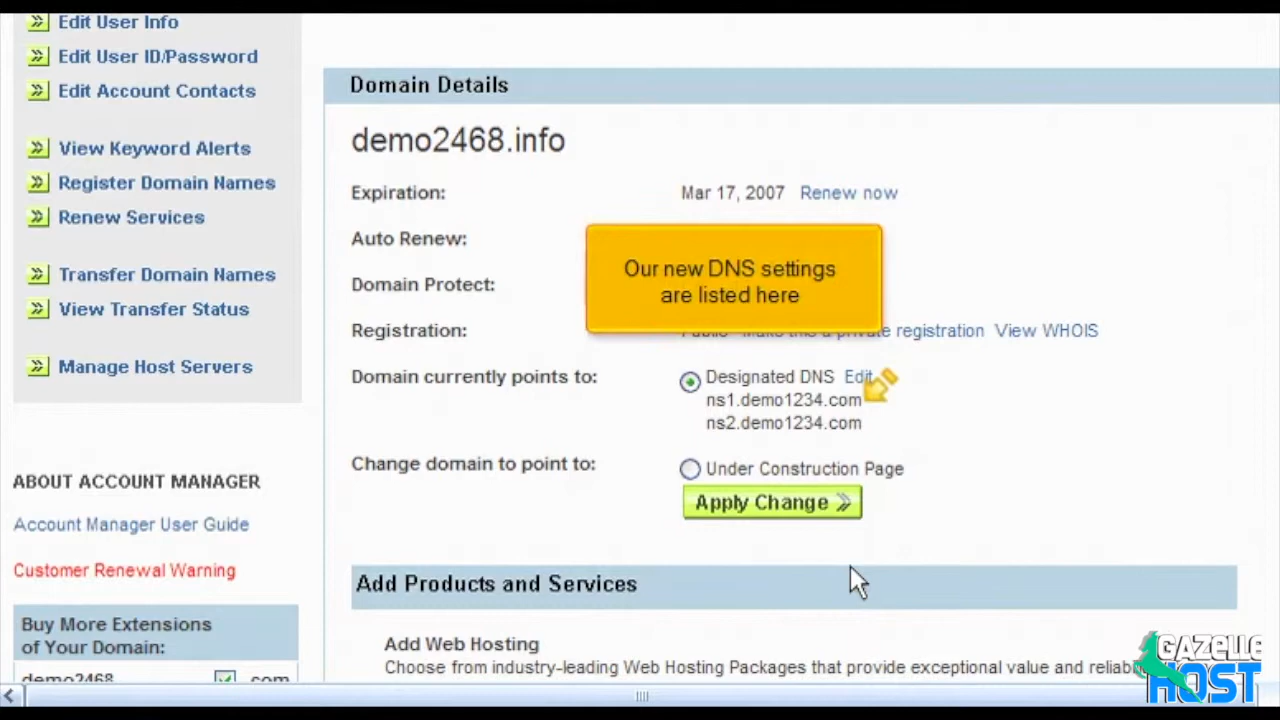 Edit User Info
Edit User ID/Password
Edit Account Contacts
View Keyword Alerts
Register Domain Names
Renew Services
Transfer Domain Names
View Transfer Status
Manage Host Servers
ABOUT ACCOUNT MANAGER
Account Manager User Guide
Customer Renewal Warning
Buy More Extensions
of Your Domain:
demo2468 .com
Domain Details
demo2468.info
Expiration: Mar 17, 2007 Renew now
Auto Renew:
Domain Protect:
Our new DNS settings
are listed here
Registration: Public Make this a private registration View WHOIS
Domain currently points to: Designated DNS Edit
ns1.demo1234.com
ns2.demo1234.com
Change domain to point to: Under Construction Page
Apply Change
Add Products and Services
Add Web Hosting
Choose from industry-leading Web Hosting Packages that provide exceptional value and
GAZELLE
HOST